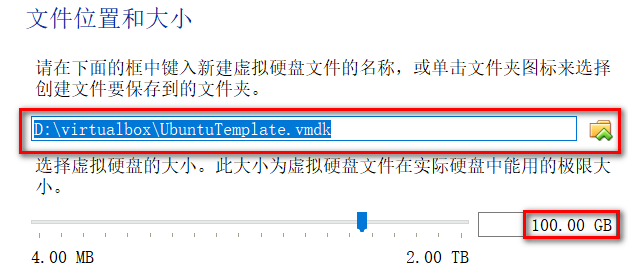 文件位置和大小
请在下面的框中键入新建虚拟硬盘文件的名称，或单击文件夹图标来选择
创建文件要保存到的文件夹。
D:\virtualbox\UbuntuTemplate.vmdk
选择虚拟硬盘的大小。此大小为虚拟硬盘文件在实际硬盘中能用的极限大
小。
100.00 GB
4.00 MB
2.00 TB